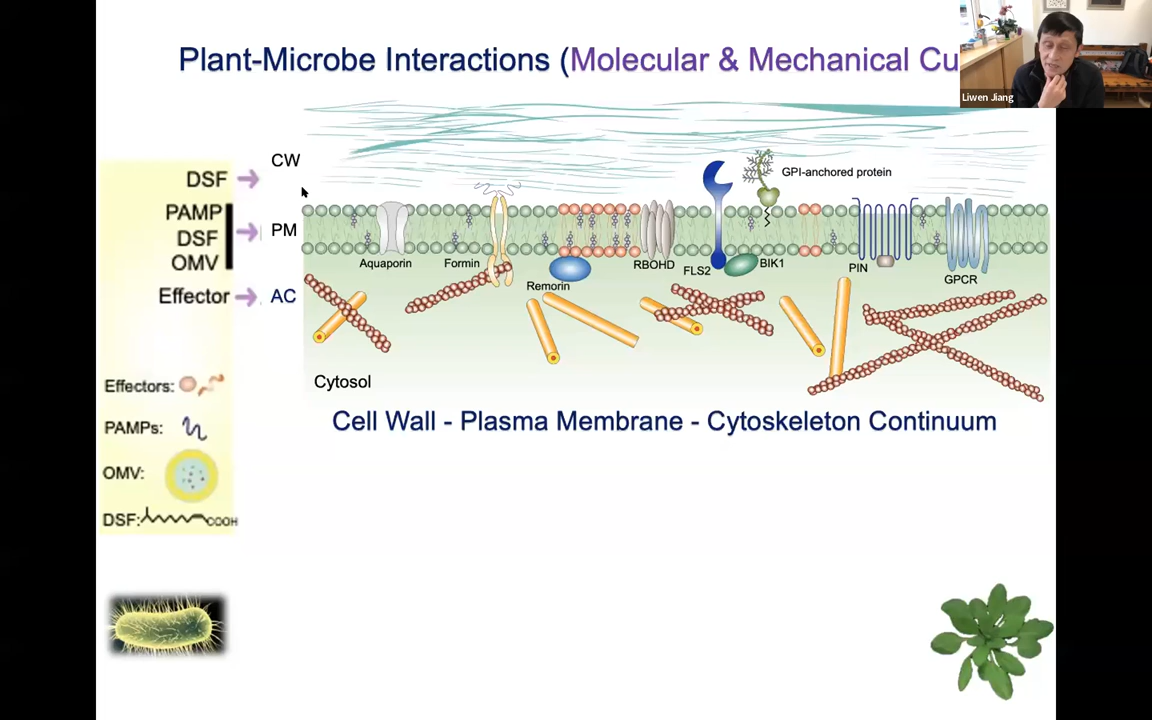 Plant-Microbe Interactions (Molecular & Mechanical Cu
Liwen Jiang
DSF
PAMP
DSF
OMV
Effector
CW
PM
AC
GPI-anchored protein
Aquaporin
Formin
Remorin
RBOHD
FLS2
BIK1
PIN
GPCR
Cytosol
Cell Wall - Plasma Membrane - Cytoskeleton Continuum
Effectors:
PAMPs:
OMV:
DSF:
COOH